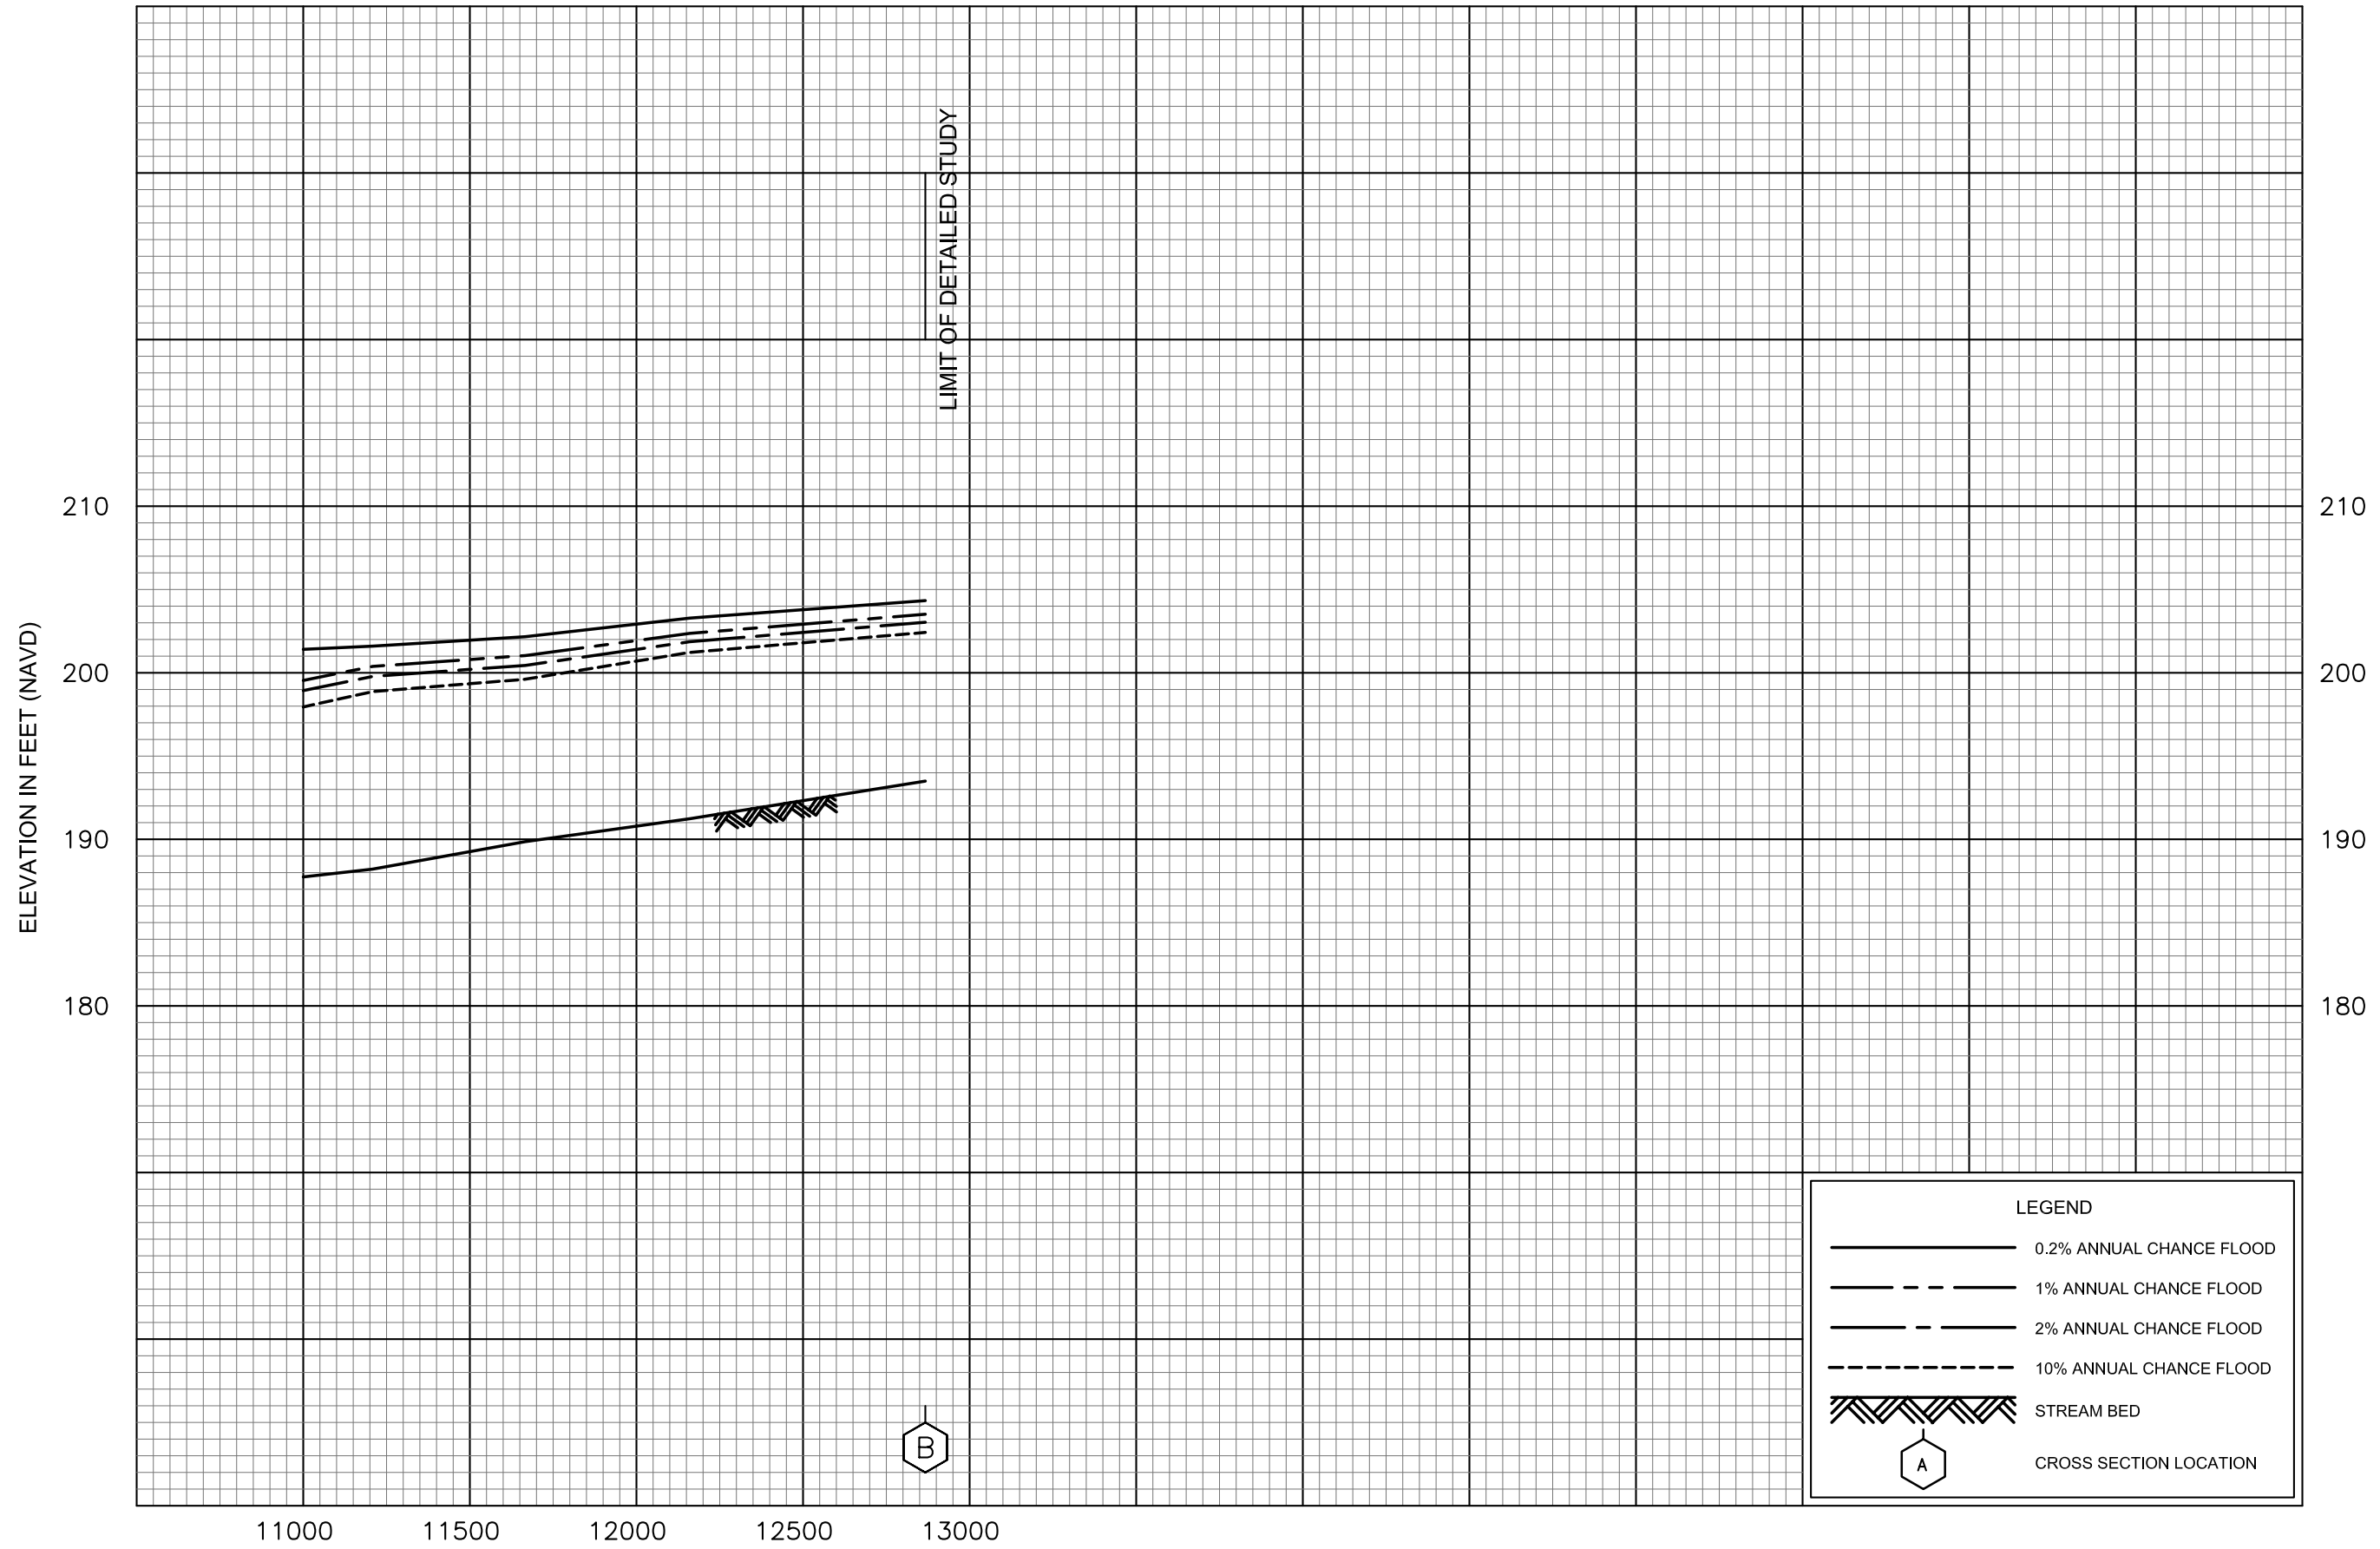 LIMIT OF DETAILED STUDY
ELEVATION IN FEET (NAVD)
210
210
200
200
190
190
180
180
LEGEND
0.2% ANNUAL CHANCE FLOOD
1% ANNUAL CHANCE FLOOD
2% ANNUAL CHANCE FLOOD
10% ANNUAL CHANCE FLOOD
STREAM BED
A
CROSS SECTION LOCATION
B
11000
11500
12000
12500
13000